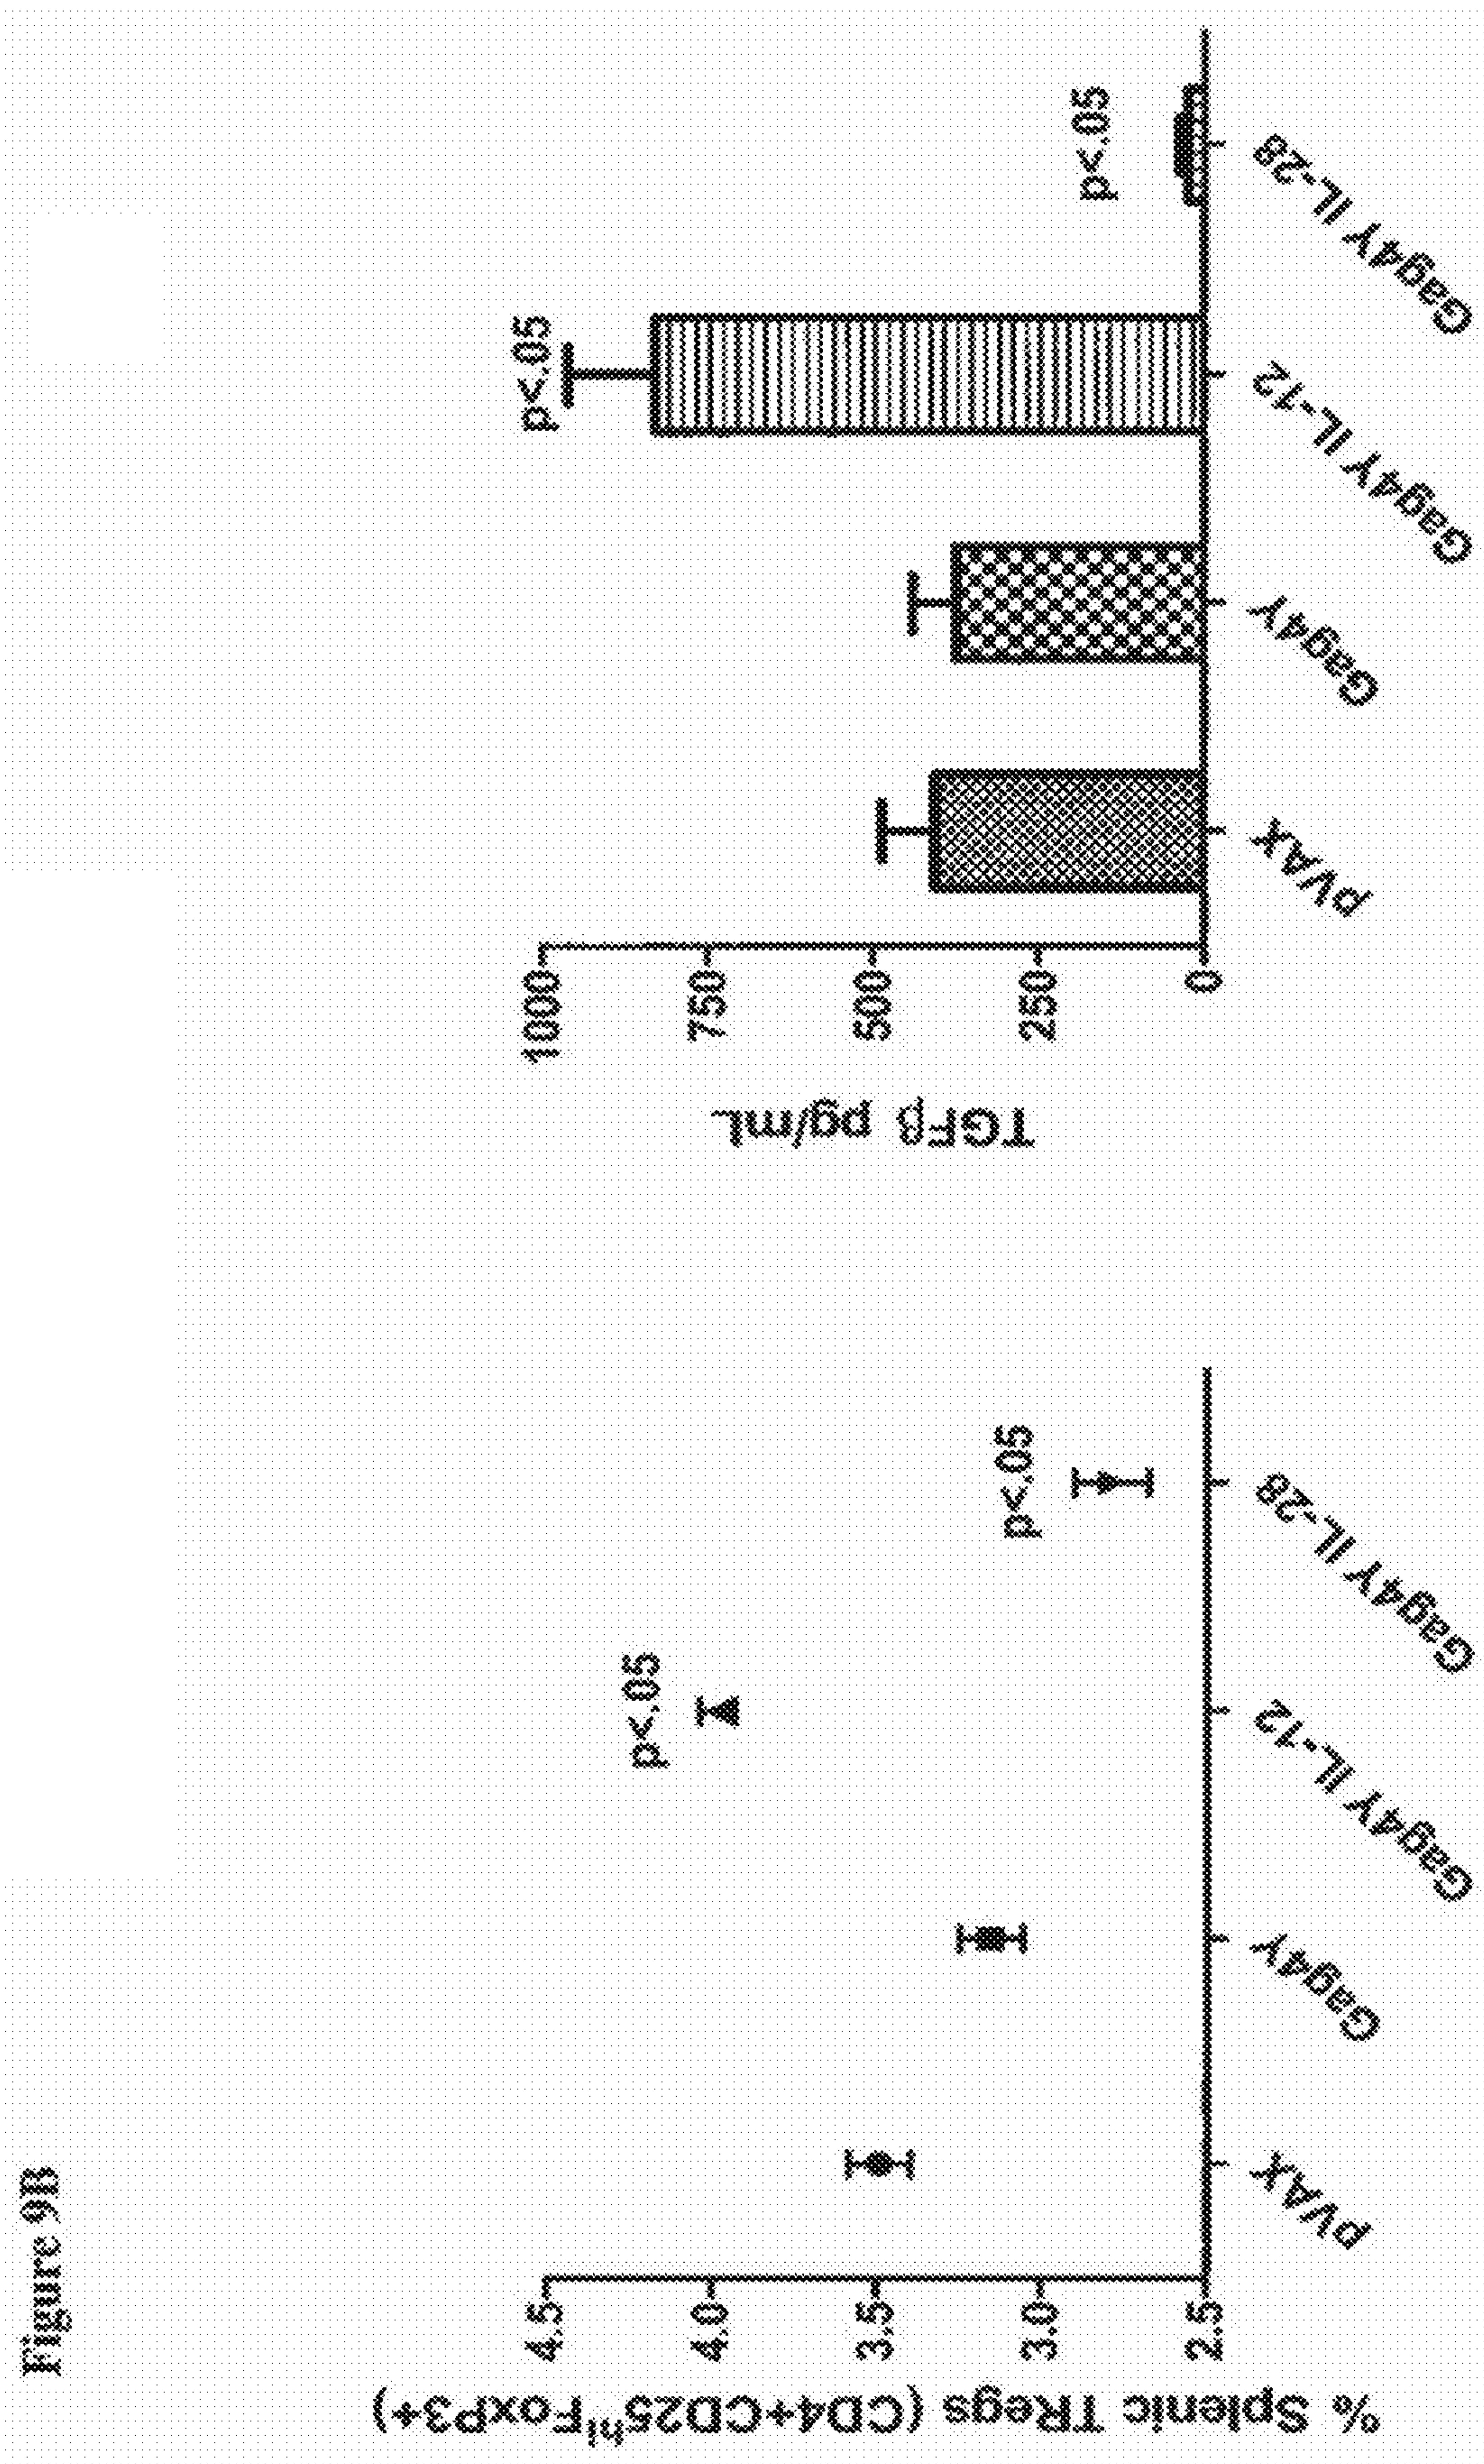 Figure 9B
% Splenic TRegs (CD4+CD25hiFoxP3+)
4.5
4.0
3.5
3.0
2.5
p<.05
p<.05
pVAX
Gag4Y
Gag4Y IL-12
Gag4Y IL-28
TGFβ pg/mL
1000
750
500
250
0
p<.05
p<.05
pVAX
Gag4Y
Gag4Y IL-12
Gag4Y IL-28